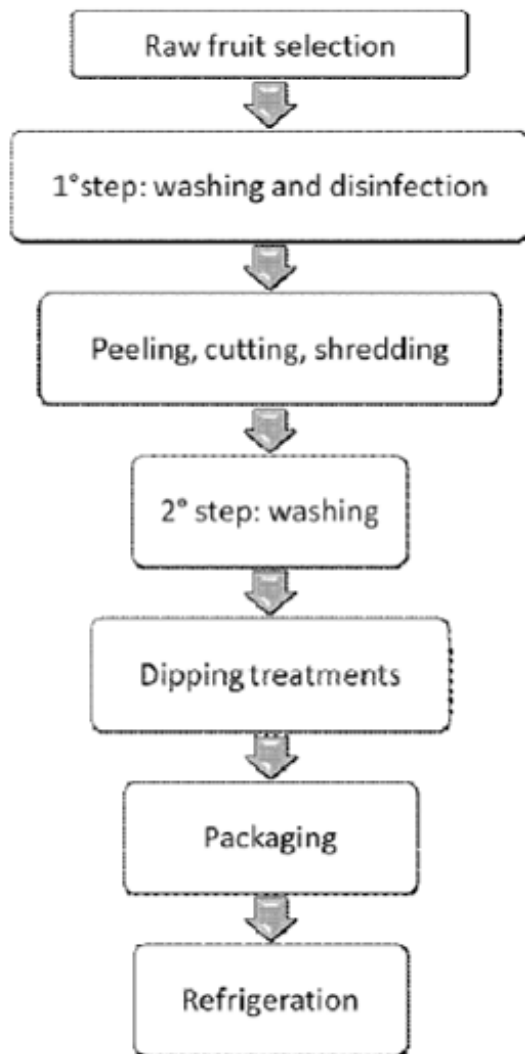 Raw fruit selection
1°step: washing and disinfection
Peeling, cutting, shredding
2° step: washing
Dipping treatments
Packaging
Refrigeration